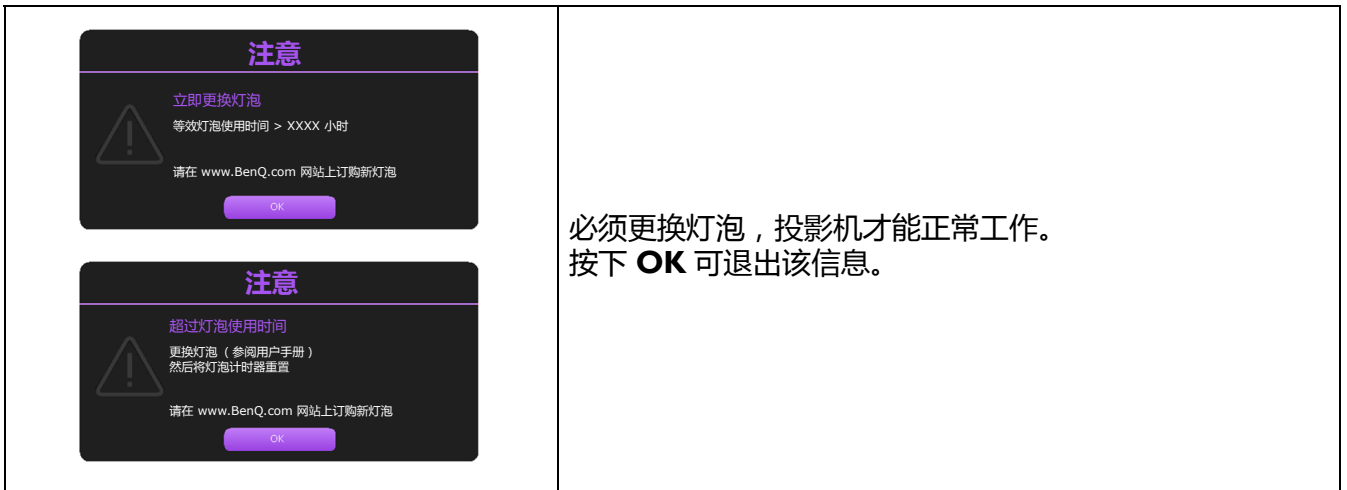 注意
立即更换灯泡
等效灯泡使用时间 > XXXX 小时
请在 www.BenQ.com 网站上订购新灯泡
OK
注意
超过灯泡使用时间
更换灯泡（参阅用户手册）
然后将灯泡计时器重置
请在 www.BenQ.com 网站上订购新灯泡
OK
必须更换灯泡，投影机才能正常工作。
按下 OK 可退出该信息。